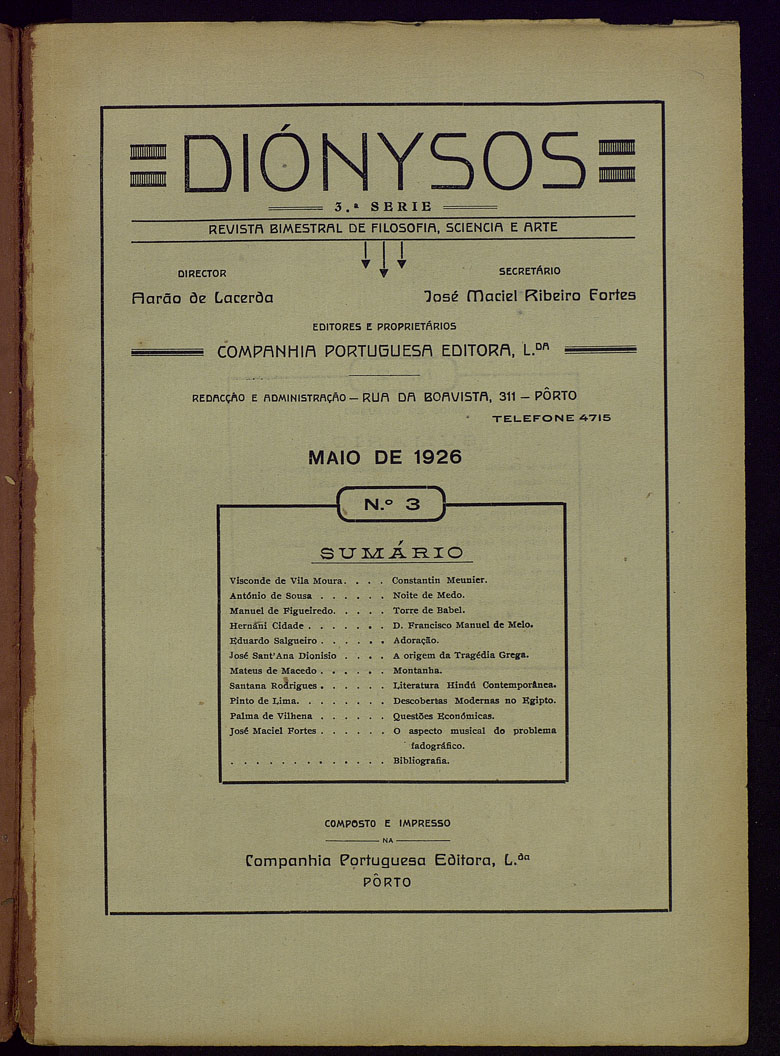 DIÓNYSOS
3.ª SERIE
REVISTA BIMESTRAL DE FILOSOFIA, SCIENCIA E ARTE
DIRECTOR
Aarão de Lacerda
SECRETÁRIO
José Maciel Ribeiro Fortes
EDITORES E PROPRIETÁRIOS
COMPANHIA PORTUGUESA EDITORA, L.DA
REDACÇÃO E ADMINISTRAÇÃO — RUA DA BOAVISTA, 311 — PÔRTO
TELEFONE 4715
MAIO DE 1926
N.º 3
SUMÁRIO
Visconde de Vila Moura. . . . Constantin Meunier.
António de Sousa . . . . . . Noite de Medo.
Manuel de Figueiredo. . . . . Torre de Babel.
Hernâni Cidade . . . . . . . D. Francisco Manuel de Melo.
Eduardo Salgueiro . . . . . . Adoração.
José Sant'Ana Dionisio . . . . A origem da Tragédia Grega.
Mateus de Macedo . . . . . . Montanha.
Santana Rodrigues . . . . . . Literatura Hindú Contemporânea.
Pinto de Lima. . . . . . . . Descobertas Modernas no Egipto.
Palma de Vilhena . . . . . . Questões Económicas.
José Maciel Fortes . . . . . . O aspecto musical do problema
fadográfico.
. . . . . . . . . . . . . Bibliografia.
COMPOSTO E IMPRESSO
NA
Companhia Portuguesa Editora, L.da
PÔRTO